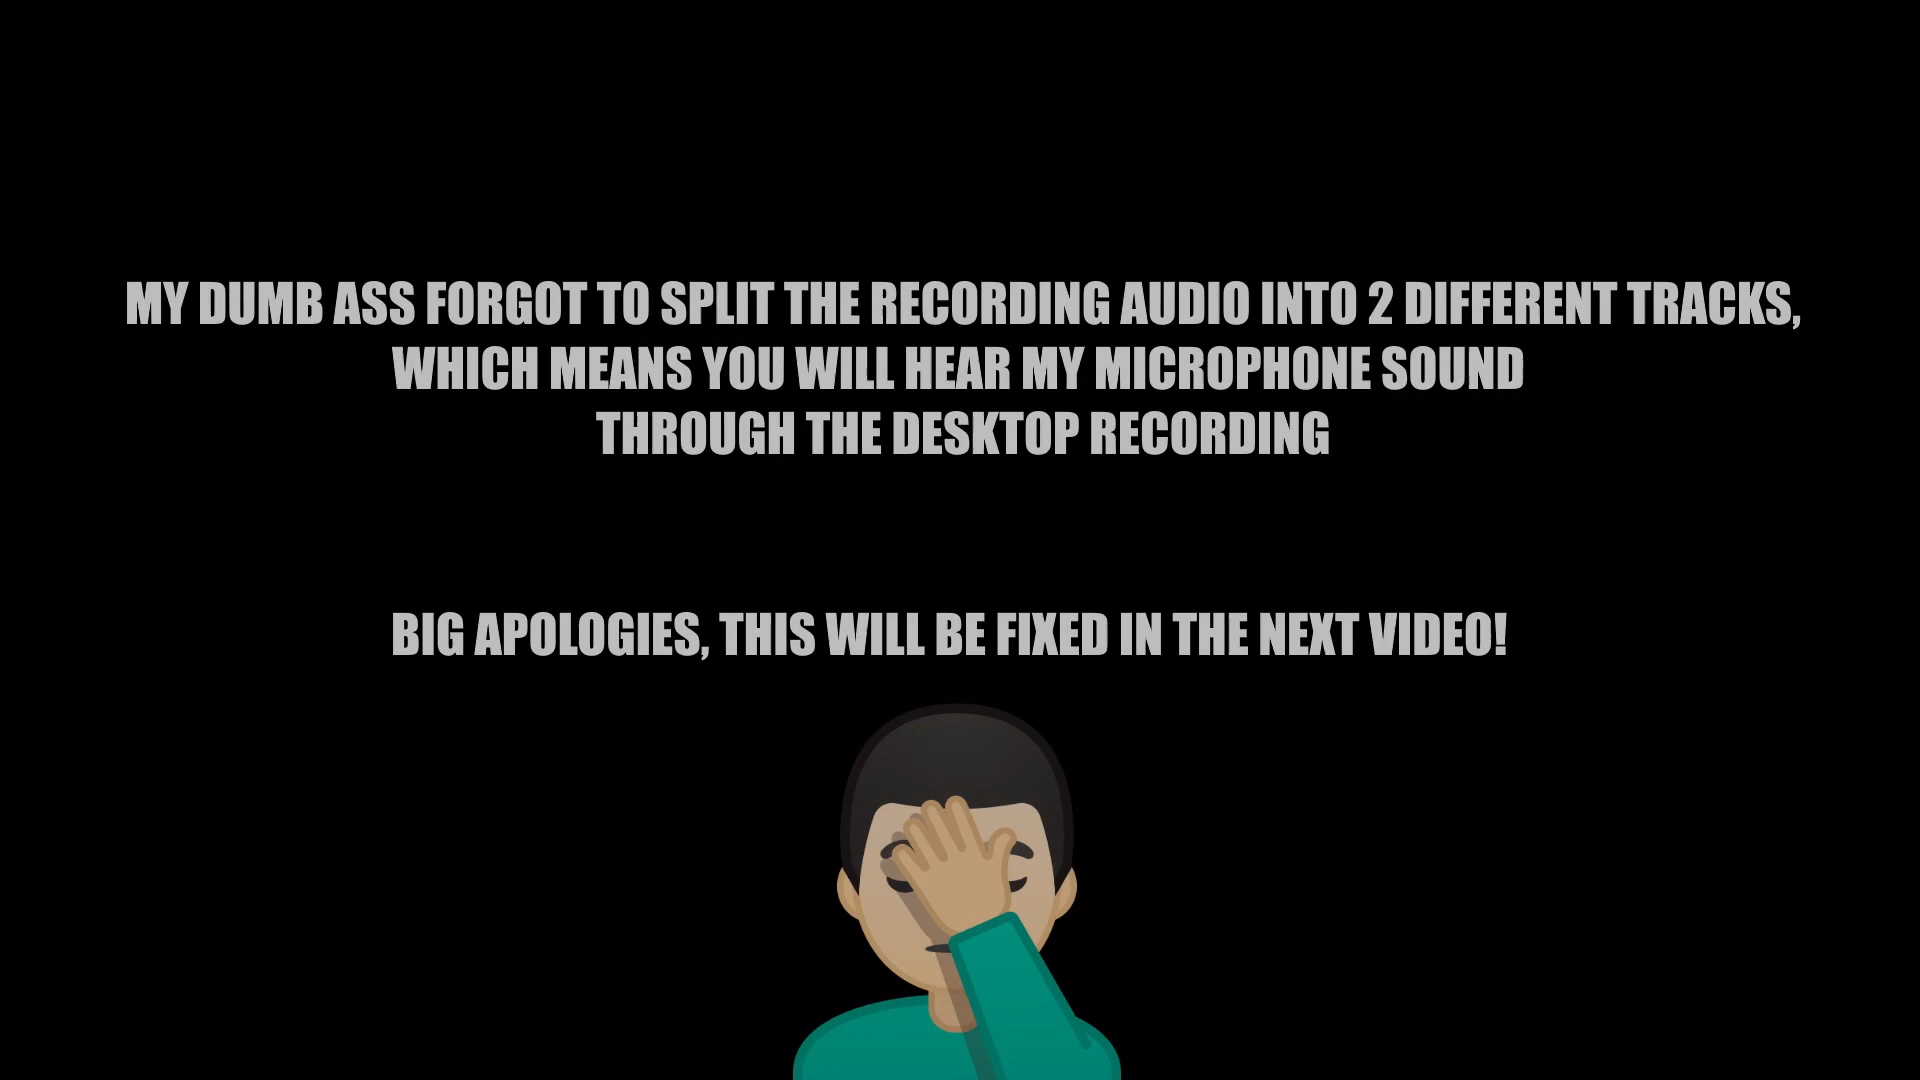 MY DUMB ASS FORGOT TO SPLIT THE RECORDING AUDIO INTO 2 DIFFERENT TRACKS,
WHICH MEANS YOU WILL HEAR MY MICROPHONE SOUND
THROUGH THE DESKTOP RECORDING
BIG APOLOGIES, THIS WILL BE FIXED IN THE NEXT VIDEO!